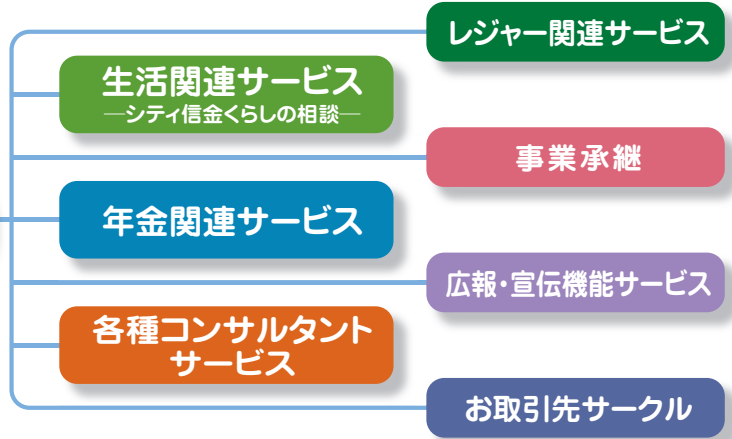 レジャー関連サービス
生活関連サービス
―シティ信金くらしの相談―
事業承継
年金関連サービス
広報・宣伝機能サービス
各種コンサルタント
サービス
お取引先サークル